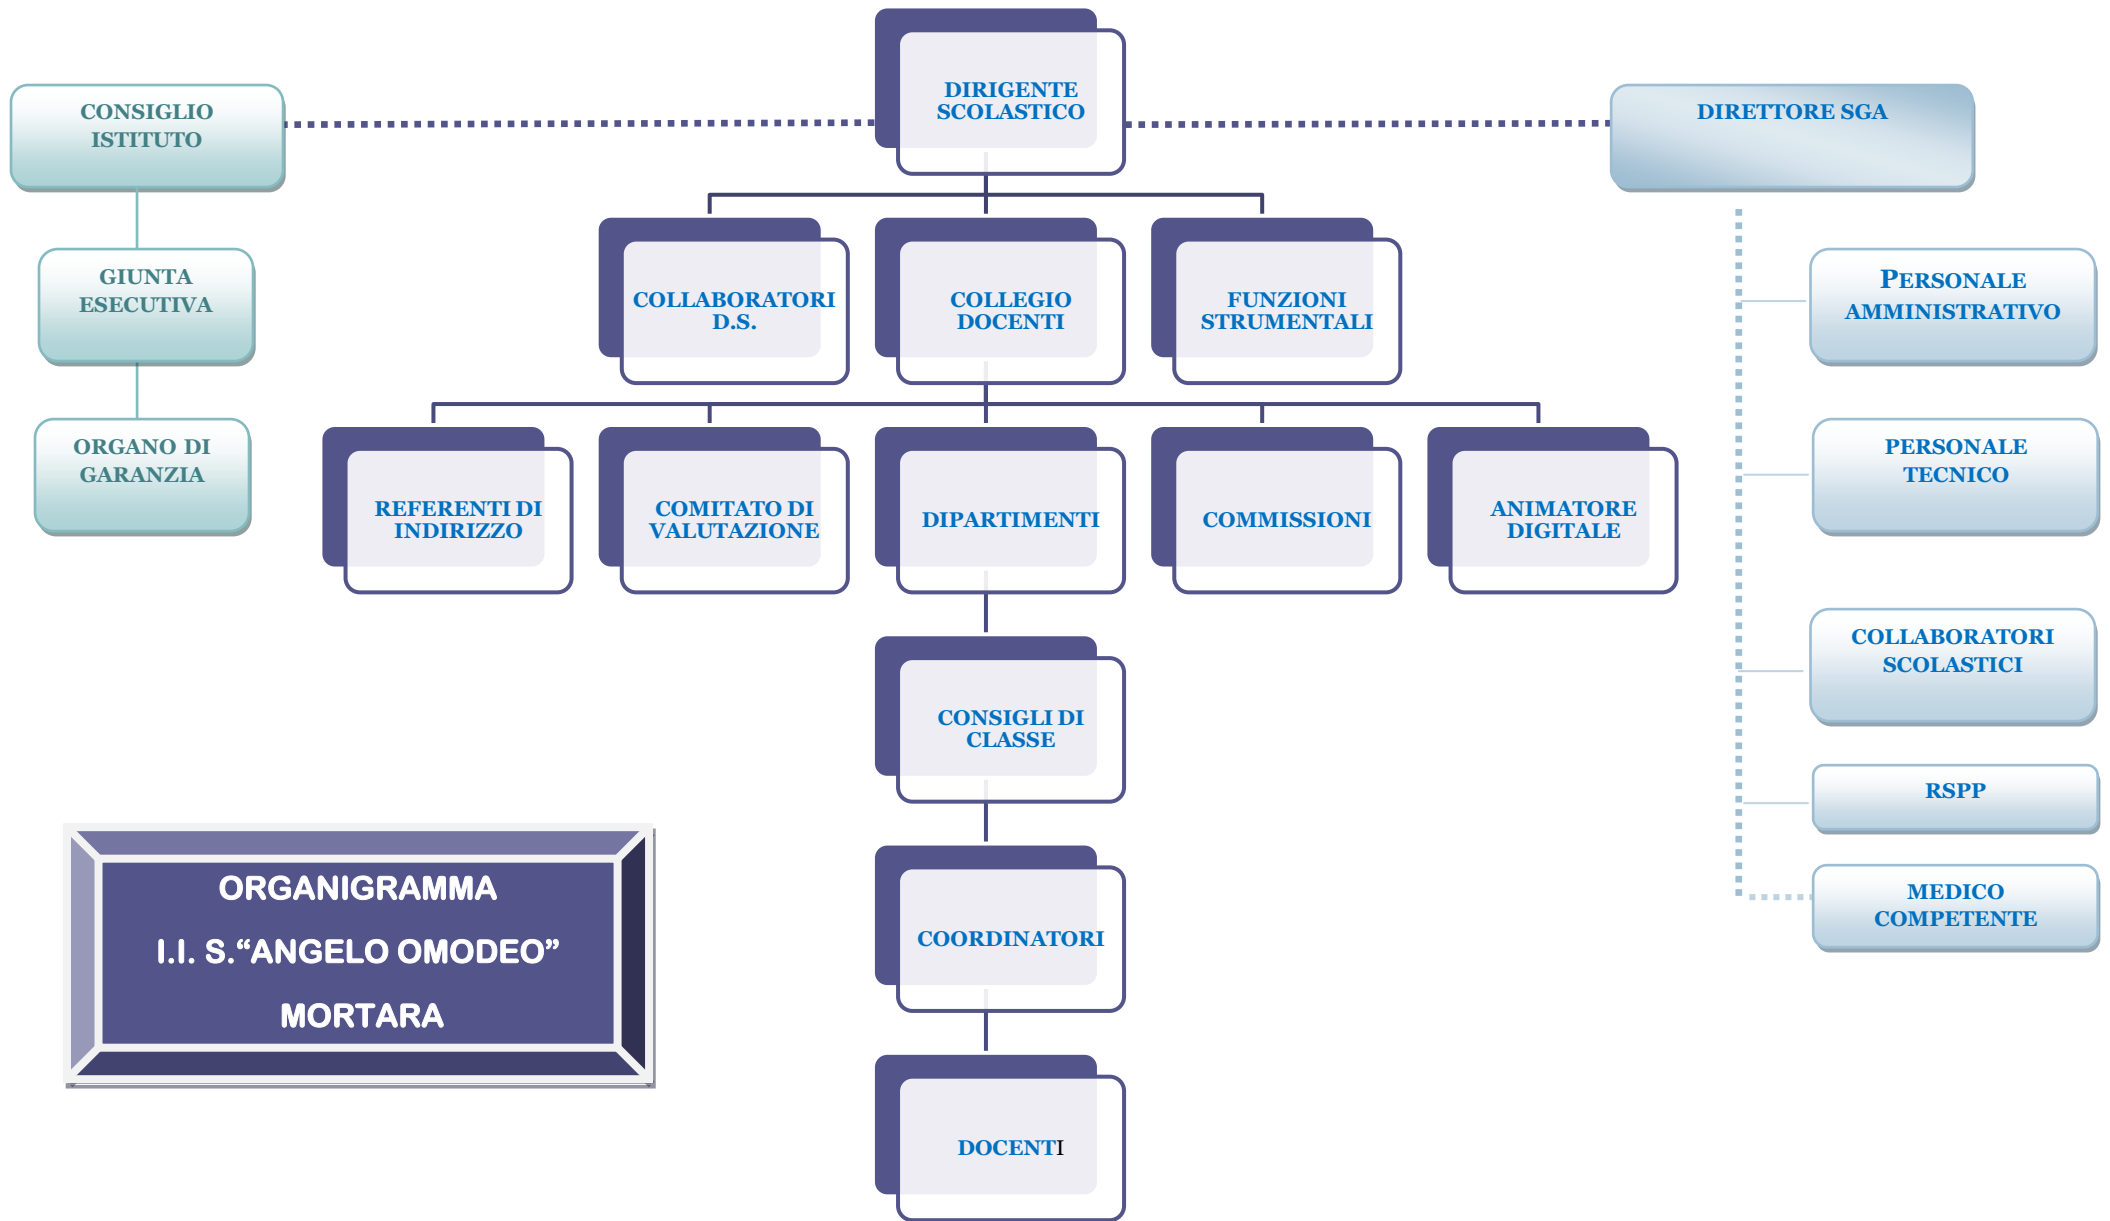 DIRIGENTE
SCOLASTICO
CONSIGLIO
ISTITUTO
DIRETTORE SGA
GIUNTA
ESECUTIVA
COLLABORATORI
D.S.
COLLEGIO
DOCENTI
FUNZIONI
STRUMENTALI
PERSONALE
AMMINISTRATIVO
ORGANO DI
GARANZIA
REFERENTI DI
INDIRIZZO
COMITATO DI
VALUTAZIONE
DIPARTIMENTI
COMMISSIONI
ANIMATORE
DIGITALE
PERSONALE
TECNICO
CONSIGLI DI
CLASSE
COLLABORATORI
SCOLASTICI
RSPP
ORGANIGRAMMA
I.I. S.“ANGELO OMODEO”
MORTARA
COORDINATORI
MEDICO
COMPETENTE
DOCENTI